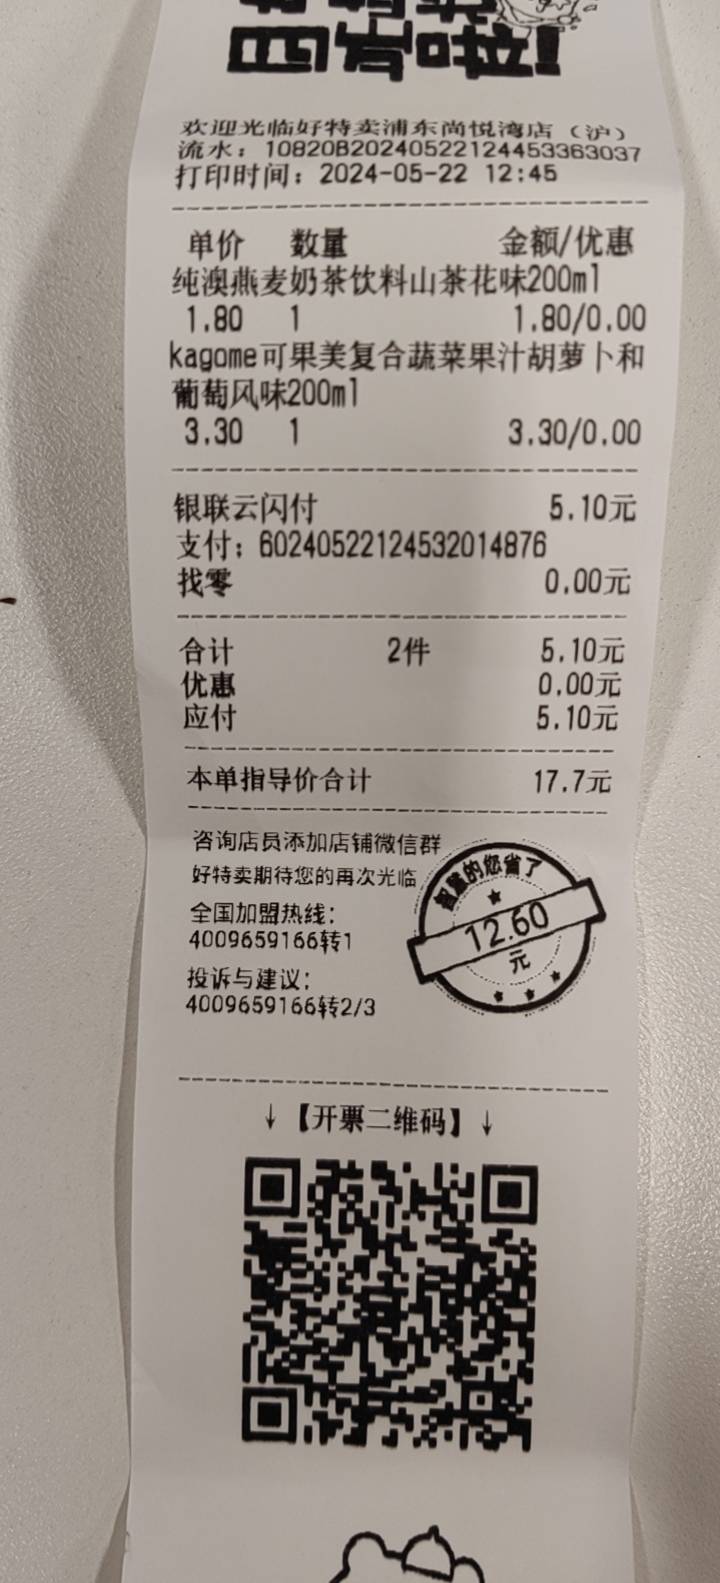 欢迎光临好特卖浦东尚悦湾店（沪）
流水：10820B20240522124453363037
打印时间：2024-05-22 12:45
单价 数量 金额/优惠
纯澳燕麦奶茶饮料山茶花味200ml
1.80 1 1.80/0.00
kagome可果美复合蔬菜果汁胡萝卜和
葡萄风味200ml
3.30 1 3.30/0.00
银联云闪付 5.10元
支付：60240522124532014876
找零 0.00元
合计 2件 5.10元
优惠 0.00元
应付 5.10元
本单指导价合计 17.7元
咨询店员添加店铺微信群
好特卖期待您的再次光临
全国加盟热线：
4009659166转1
投诉与建议：
4009659166转2/3
智慧的您省了
12.60
元
↓【开票二维码】↓